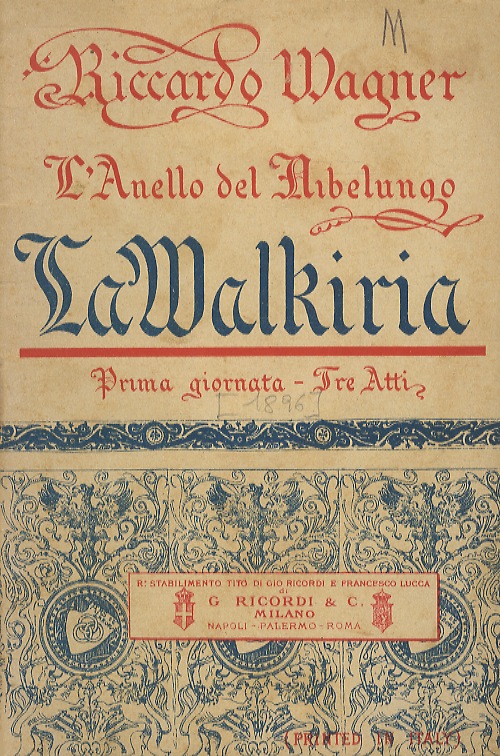 M
Riccardo Wagner
L'Anello del Nibelungo
La Walkiria
Prima giornata - Tre Atti
[1896]
R.º STABILIMENTO TITO DI GIO RICORDI E FRANCESCO LUCCA
di
G RICORDI & C.
MILANO
NAPOLI - PALERMO - ROMA
(PRINTED IN ITALY)